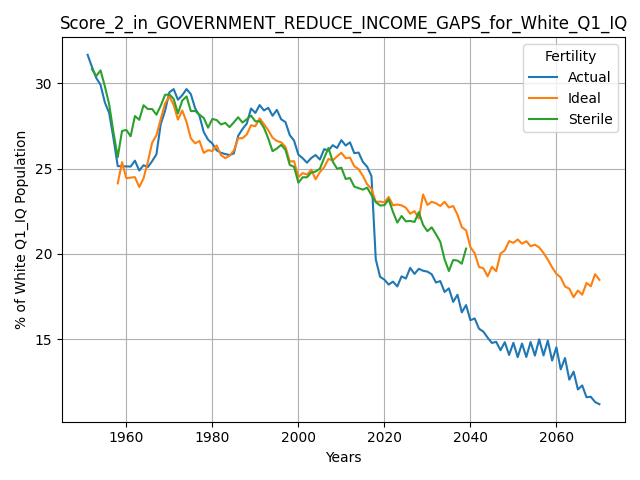 Score_2_in_GOVERNMENT_REDUCE_INCOME_GAPS_for_White_Q1_IQ
Fertility
Actual
Ideal
Sterile
% of White Q1_IQ Population
30
25
20
15
1960
1980
2000
2020
2040
2060
Years